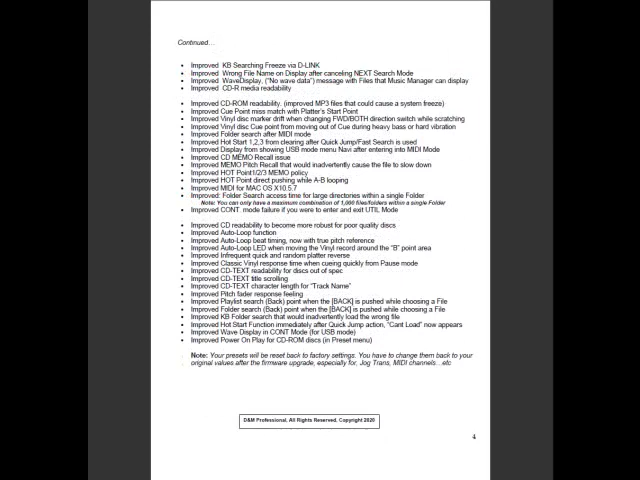 Continued…
• Improved KB Searching Freeze via D-LINK
• Improved Wrong File Name on Display after canceling NEXT Search Mode
• Improved WaveDisplay, ("No wave data") message with Files that Music Manager can display
• Improved CD-R media readability
• Improved CD-ROM readability. (improved MP3 files that could cause a system freeze)
• Improved Cue Point miss match with Platter's Start Point
• Improved Vinyl disc marker drift when changing FWD/BOTH direction switch while scratching
• Improved Vinyl disc Cue point from moving out of Cue during heavy bass or hard vibration
• Improved Folder search after MIDI mode
• Improved Hot Start 1,2,3 from clearing after Quick Jump/Fast Search is used
• Improved Display from showing USB mode menu Navi after entering into MIDI Mode
• Improved CD MEMO Recall issue
• Improved MEMO Pitch Recall that would inadvertently cause the file to slow down
• Improved HOT Point1/2/3 MEMO policy
• Improved HOT Point direct pushing while A-B looping
• Improved MIDI for MAC OS X10.5.7
• Improved: Folder Search access time for large directories within a single Folder
Note: You can only have a maximum combination of 1,000 files/folders within a single Folder
• Improved CONT. mode failure if you were to enter and exit UTIL Mode
• Improved CD readability to become more robust for poor quality discs
• Improved Auto-Loop function
• Improved Auto-Loop beat timing, now with true pitch reference
• Improved Auto-Loop LED when moving the Vinyl record around the "B" point area
• Improved Infrequent quick and random platter reverse
• Improved Classic Vinyl response time when cueing quickly from Pause mode
• Improved CD-TEXT readability for discs out of spec
• Improved CD-TEXT title scrolling
• Improved CD-TEXT character length for "Track Name"
• Improved Pitch fader response feeling
• Improved Playlist search (Back) point when the [BACK] is pushed while choosing a File
• Improved Folder search (Back) point when the [BACK] is pushed while choosing a File
• Improved KB Folder search that would inadvertently load the wrong file
• Improved Hot Start Function immediately after Quick Jump action, "Cant Load" now appears
• Improved Wave Display in CONT Mode (for USB mode)
• Improved Power On Play for CD-ROM discs (in Preset menu)
Note: Your presets will be reset back to factory settings. You have to change them back to your
original values after the firmware upgrade, especially for, Jog Trans, MIDI channels…etc
D&M Professional, All Rights Reserved, Copyright 2020
4